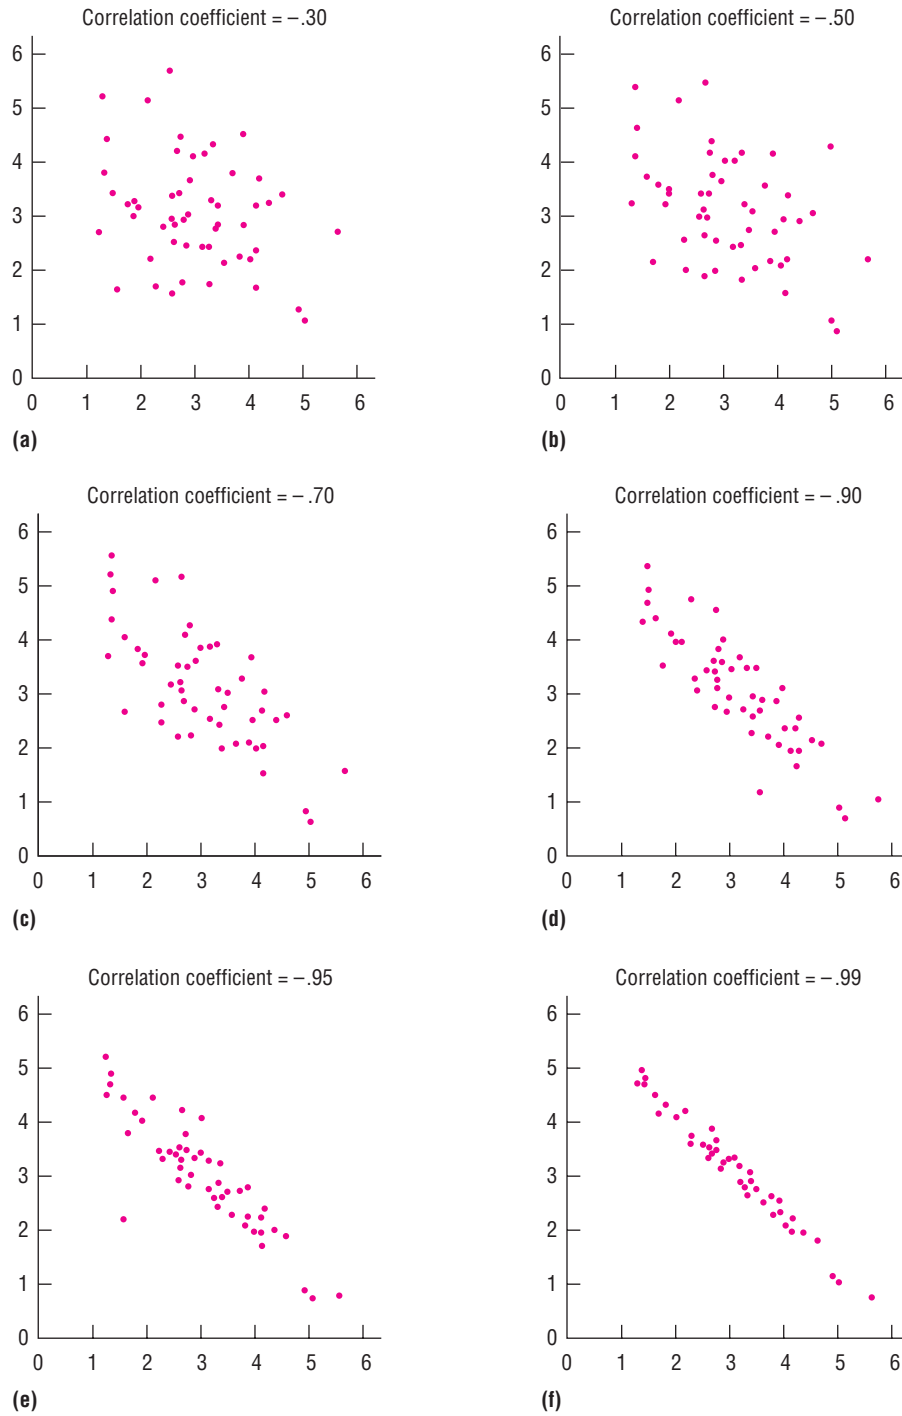 Correlation coefficient = –.30
6
5
4
3
2
1
0
0 1 2 3 4 5 6
(a)
Correlation coefficient = –.50
6
5
4
3
2
1
0
0 1 2 3 4 5 6
(b)
Correlation coefficient = –.70
6
5
4
3
2
1
0
0 1 2 3 4 5 6
(c)
Correlation coefficient = –.90
6
5
4
3
2
1
0
0 1 2 3 4 5 6
(d)
Correlation coefficient = –.95
6
5
4
3
2
1
0
0 1 2 3 4 5 6
(e)
Correlation coefficient = –.99
6
5
4
3
2
1
0
0 1 2 3 4 5 6
(f)